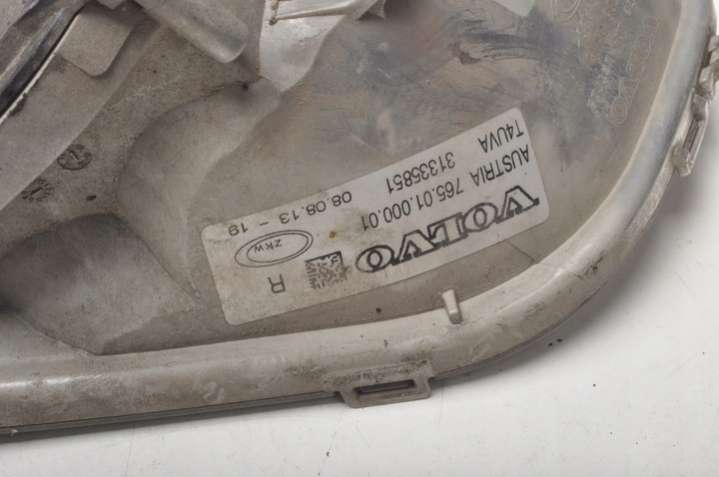 VOLVO
R
AUSTRIA 765.01.000.01
zkw
31335851
08.08.13 - 19
T4UVA